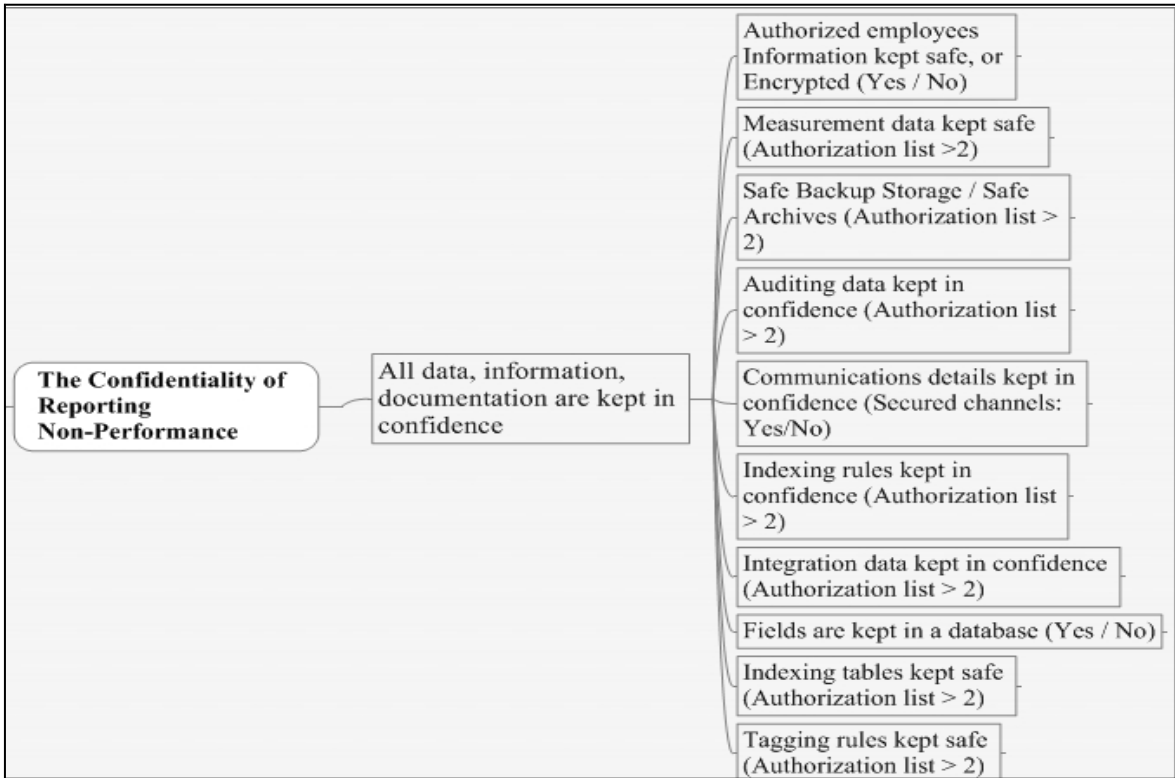 The Confidentiality of
Reporting
Non-Performance
All data, information,
documentation are kept in
confidence
Authorized employees
Information kept safe, or
Encrypted (Yes / No)
Measurement data kept safe
(Authorization list >2)
Safe Backup Storage / Safe
Archives (Authorization list >
2)
Auditing data kept in
confidence (Authorization list
> 2)
Communications details kept in
confidence (Secured channels:
Yes/No)
Indexing rules kept in
confidence (Authorization list
> 2)
Integration data kept in confidence
(Authorization list > 2)
Fields are kept in a database (Yes / No)
Indexing tables kept safe
(Authorization list > 2)
Tagging rules kept safe
(Authorization list > 2)